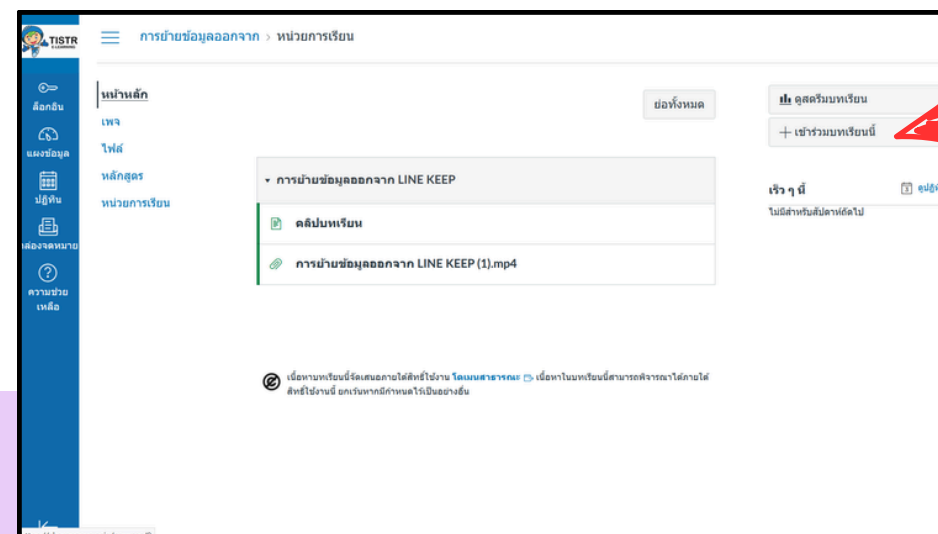 TISTR
E-LEARNING
การย้ายข้อมูลออกจาก › หน่วยการเรียน
ล็อกอิน
แผงข้อมูล
ปฏิทิน
กล่องจดหมาย
ความช่วย
เหลือ
หน้าหลัก
เพจ
ไฟล์
หลักสูตร
หน่วยการเรียน
ย่อทั้งหมด
การย้ายข้อมูลออกจาก LINE KEEP
คลิปบทเรียน
การย้ายข้อมูลออกจาก LINE KEEP (1).mp4
เนื้อหาบทเรียนนี้จัดเสนอภายใต้สิทธิ์ใช้งาน โดเมนสาธารณะ เนื้อหาในบทเรียนนี้สามารถพิจารณาได้ภายใต้
สิทธิ์ใช้งานนี้ ยกเว้นหากมีกำหนดไว้เป็นอย่างอื่น
ดูสตรีมบทเรียน
+ เข้าร่วมบทเรียนนี้
เร็ว ๆ นี้
ไม่มีสำหรับสัปดาห์ถัดไป